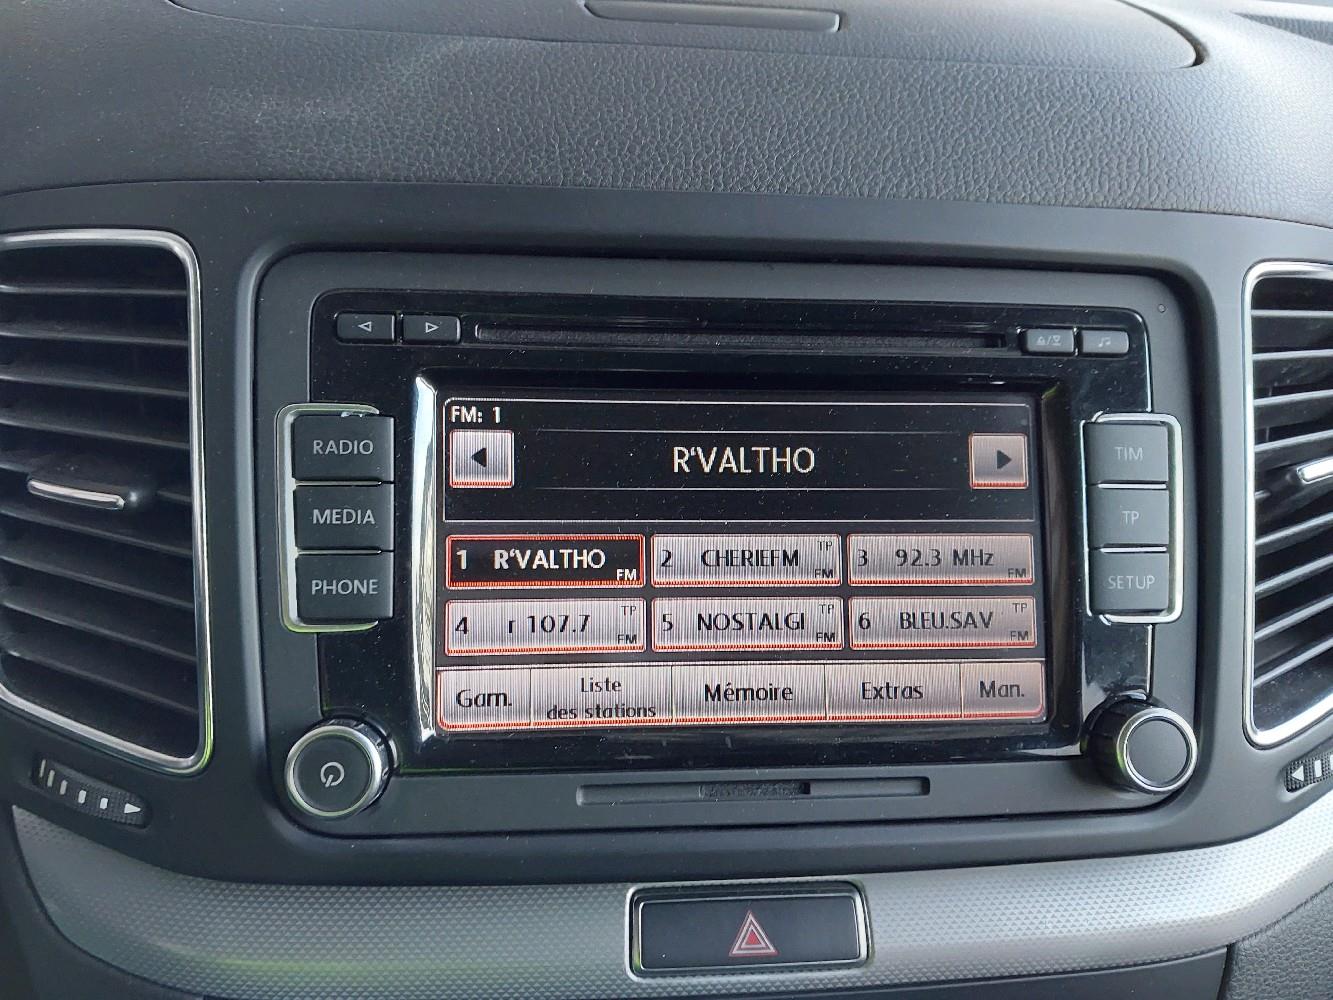 RADIO
MEDIA
PHONE
FM: 1
R'VALTHO
1 R'VALTHO FM
2 CHERIEFM TP FM
3 92.3 MHz FM
4 r 107.7 TP FM
5 NOSTALGI TP FM
6 BLEU.SAV TP FM
Gam.
Liste
des stations
Mémoire
Extras
Man.
TIM
TP
SETUP